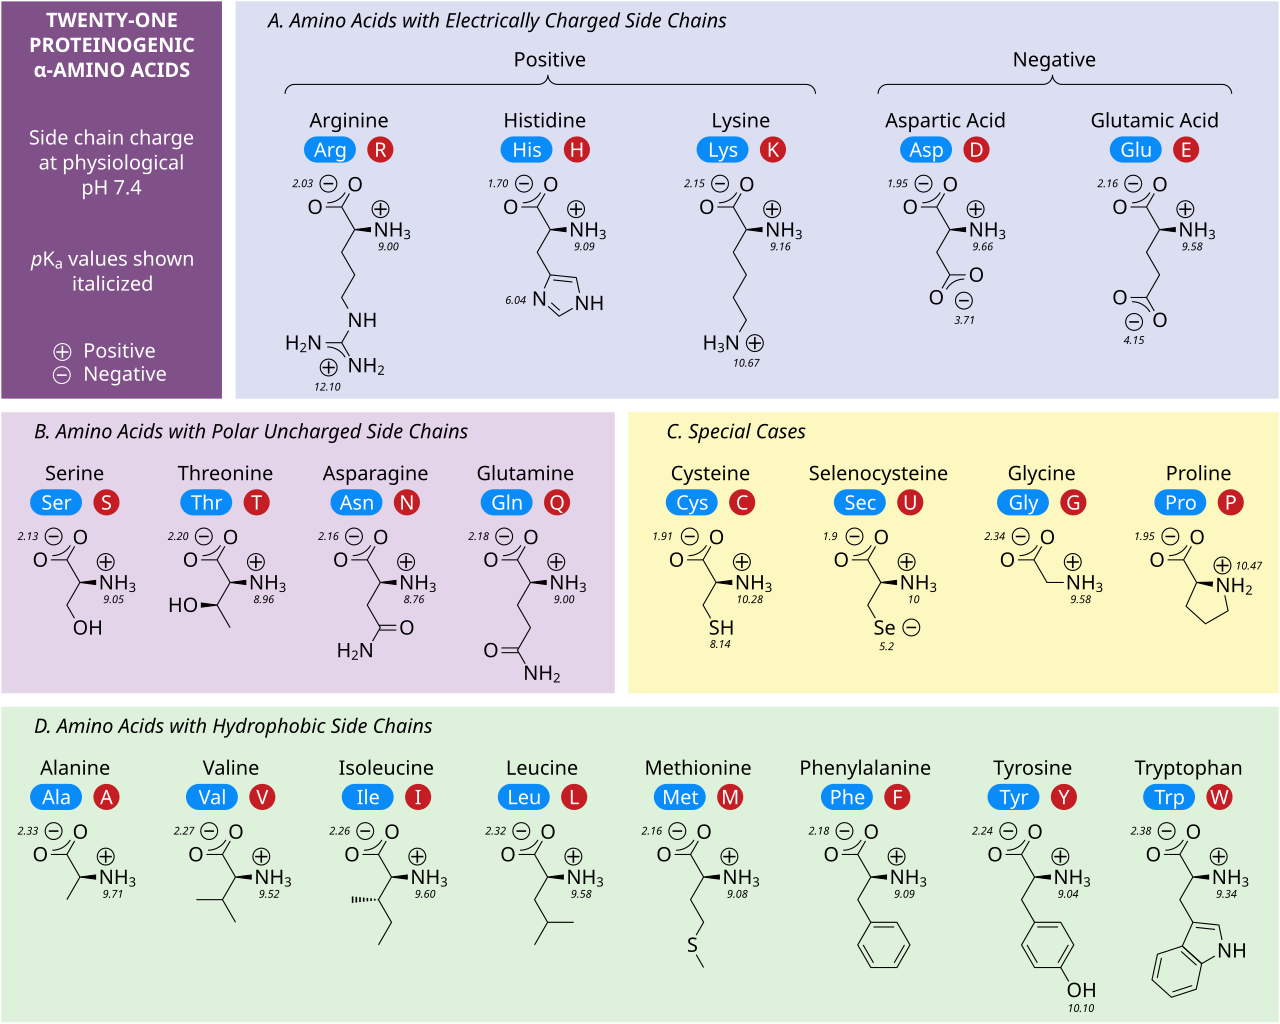 TWENTY-ONE
PROTEINOGENIC
α-AMINO ACIDS
Side chain charge
at physiological
pH 7.4
pKa values shown
italicized
⊕ Positive
⊖ Negative
A. Amino Acids with Electrically Charged Side Chains
Positive
Negative
Arginine
Arg R
2.03 ⊖ O
O ⊕
NH3
9.00
NH
H2N
NH2
⊕
12.10
Histidine
His H
1.70 ⊖ O
O ⊕
NH3
9.09
6.04 N NH
Lysine
Lys K
2.15 ⊖ O
O ⊕
NH3
9.16
H3N ⊕
10.67
Aspartic Acid
Asp D
1.95 ⊖ O
O ⊕
NH3
9.66
O
O ⊖
3.71
Glutamic Acid
Glu E
2.16 ⊖ O
O ⊕
NH3
9.58
O
⊖ O
4.15
B. Amino Acids with Polar Uncharged Side Chains
Serine
Ser S
2.13 ⊖ O
O ⊕
NH3
9.05
OH
Threonine
Thr T
2.20 ⊖ O
O ⊕
NH3
8.96
HO
Asparagine
Asn N
2.16 ⊖ O
O ⊕
NH3
8.76
O
H2N
Glutamine
Gln Q
2.18 ⊖ O
O ⊕
NH3
9.00
O
NH2
C. Special Cases
Cysteine
Cys C
1.91 ⊖ O
O ⊕
NH3
10.28
SH
8.14
Selenocysteine
Sec U
1.9 ⊖ O
O ⊕
NH3
10
Se ⊖
5.2
Glycine
Gly G
2.34 ⊖ O
O ⊕
NH3
9.58
Proline
Pro P
1.95 ⊖ O
O ⊕ 10.47
NH2
D. Amino Acids with Hydrophobic Side Chains
Alanine
Ala A
2.33 ⊖ O
O ⊕
NH3
9.71
Valine
Val V
2.27 ⊖ O
O ⊕
NH3
9.52
Isoleucine
Ile I
2.26 ⊖ O
O ⊕
NH3
9.60
Leucine
Leu L
2.32 ⊖ O
O ⊕
NH3
9.58
Methionine
Met M
2.16 ⊖ O
O ⊕
NH3
9.08
S
Phenylalanine
Phe F
2.18 ⊖ O
O ⊕
NH3
9.09
Tyrosine
Tyr Y
2.24 ⊖ O
O ⊕
NH3
9.04
OH
10.10
Tryptophan
Trp W
2.38 ⊖ O
O ⊕
NH3
9.34
NH